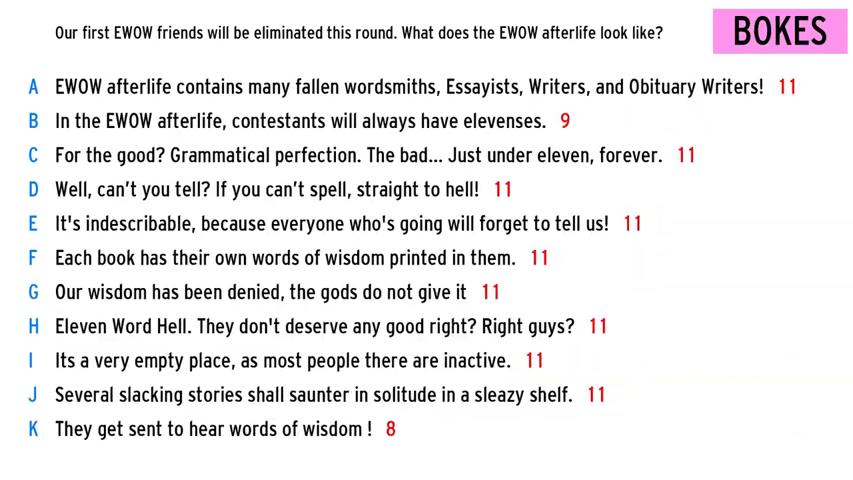 Our first EWOW friends will be eliminated this round. What does the EWOW afterlife look like?
BOKES
A EWOW afterlife contains many fallen wordsmiths, Essayists, Writers, and Obituary Writers! 11
B In the EWOW afterlife, contestants will always have elevenses. 9
C For the good? Grammatical perfection. The bad... Just under eleven, forever. 11
D Well, can’t you tell? If you can’t spell, straight to hell! 11
E It's indescribable, because everyone who's going will forget to tell us! 11
F Each book has their own words of wisdom printed in them. 11
G Our wisdom has been denied, the gods do not give it 11
H Eleven Word Hell. They don't deserve any good right? Right guys? 11
I Its a very empty place, as most people there are inactive. 11
J Several slacking stories shall saunter in solitude in a sleazy shelf. 11
K They get sent to hear words of wisdom ! 8